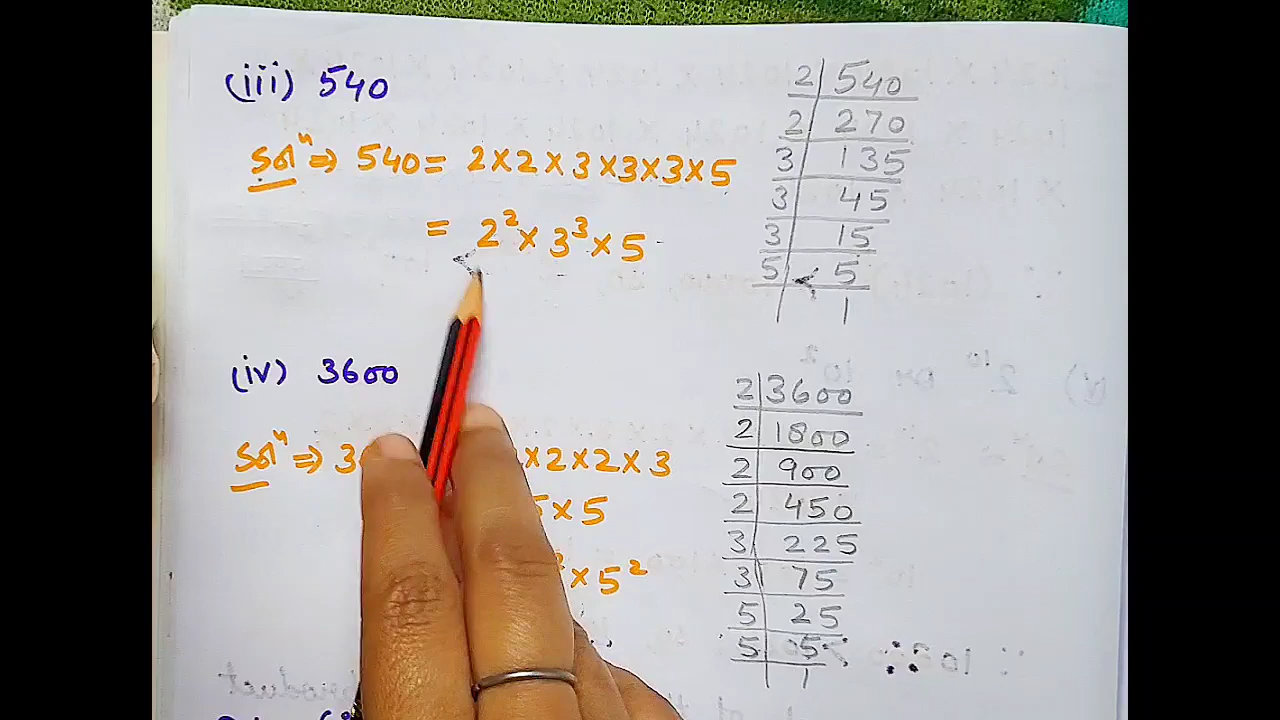 (iii) 540
Solⁿ ⇒ 540 = 2×2×3×3×3×5
= 2²×3³×5
2 | 540
2 | 270
3 | 135
3 | 45
3 | 15
5 | 5
1
(iv) 3600
Solⁿ ⇒ 3 ×2×2×3
×5
×5²
2 | 3600
2 | 1800
2 | 900
2 | 450
3 | 225
3 | 75
5 | 25
5 | 5
1